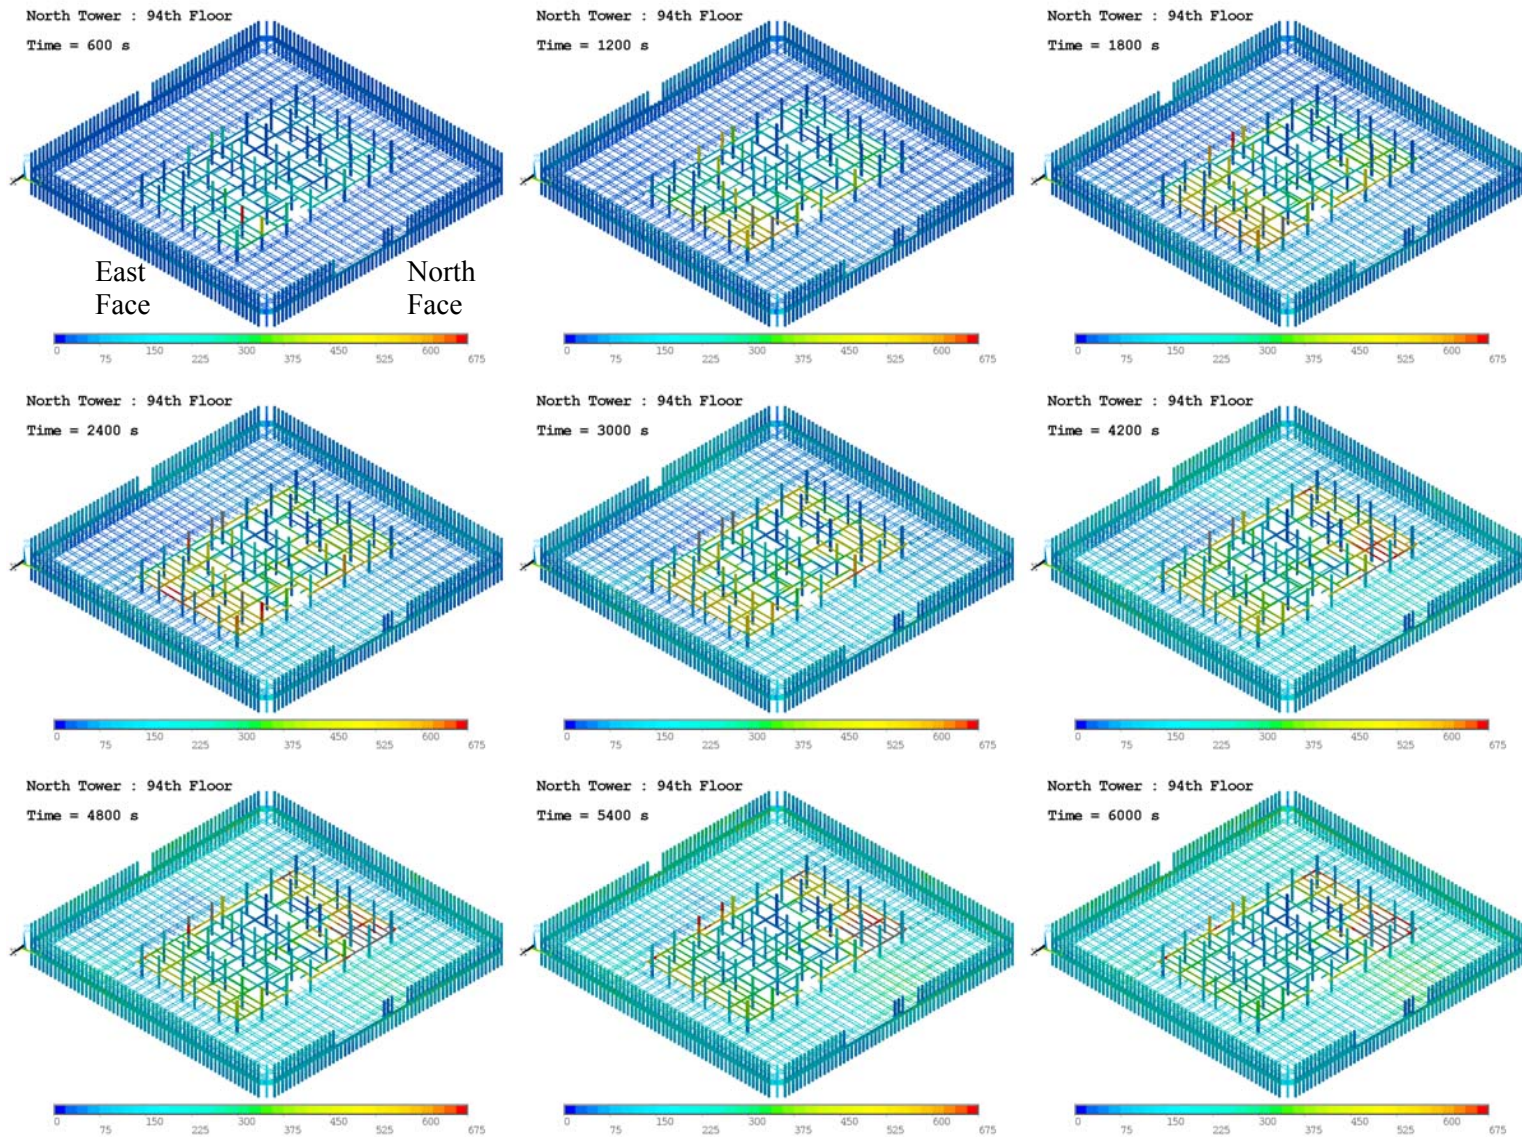 North Tower : 94th Floor
Time = 600 s
East
Face
North
Face
0 75 150 225 300 375 450 525 600 675
North Tower : 94th Floor
Time = 1200 s
0 75 150 225 300 375 450 525 600 675
North Tower : 94th Floor
Time = 1800 s
0 75 150 225 300 375 450 525 600 675
North Tower : 94th Floor
Time = 2400 s
0 75 150 225 300 375 450 525 600 675
North Tower : 94th Floor
Time = 3000 s
0 75 150 225 300 375 450 525 600 675
North Tower : 94th Floor
Time = 4200 s
0 75 150 225 300 375 450 525 600 675
North Tower : 94th Floor
Time = 4800 s
0 75 150 225 300 375 450 525 600 675
North Tower : 94th Floor
Time = 5400 s
0 75 150 225 300 375 450 525 600 675
North Tower : 94th Floor
Time = 6000 s
0 75 150 225 300 375 450 525 600 675